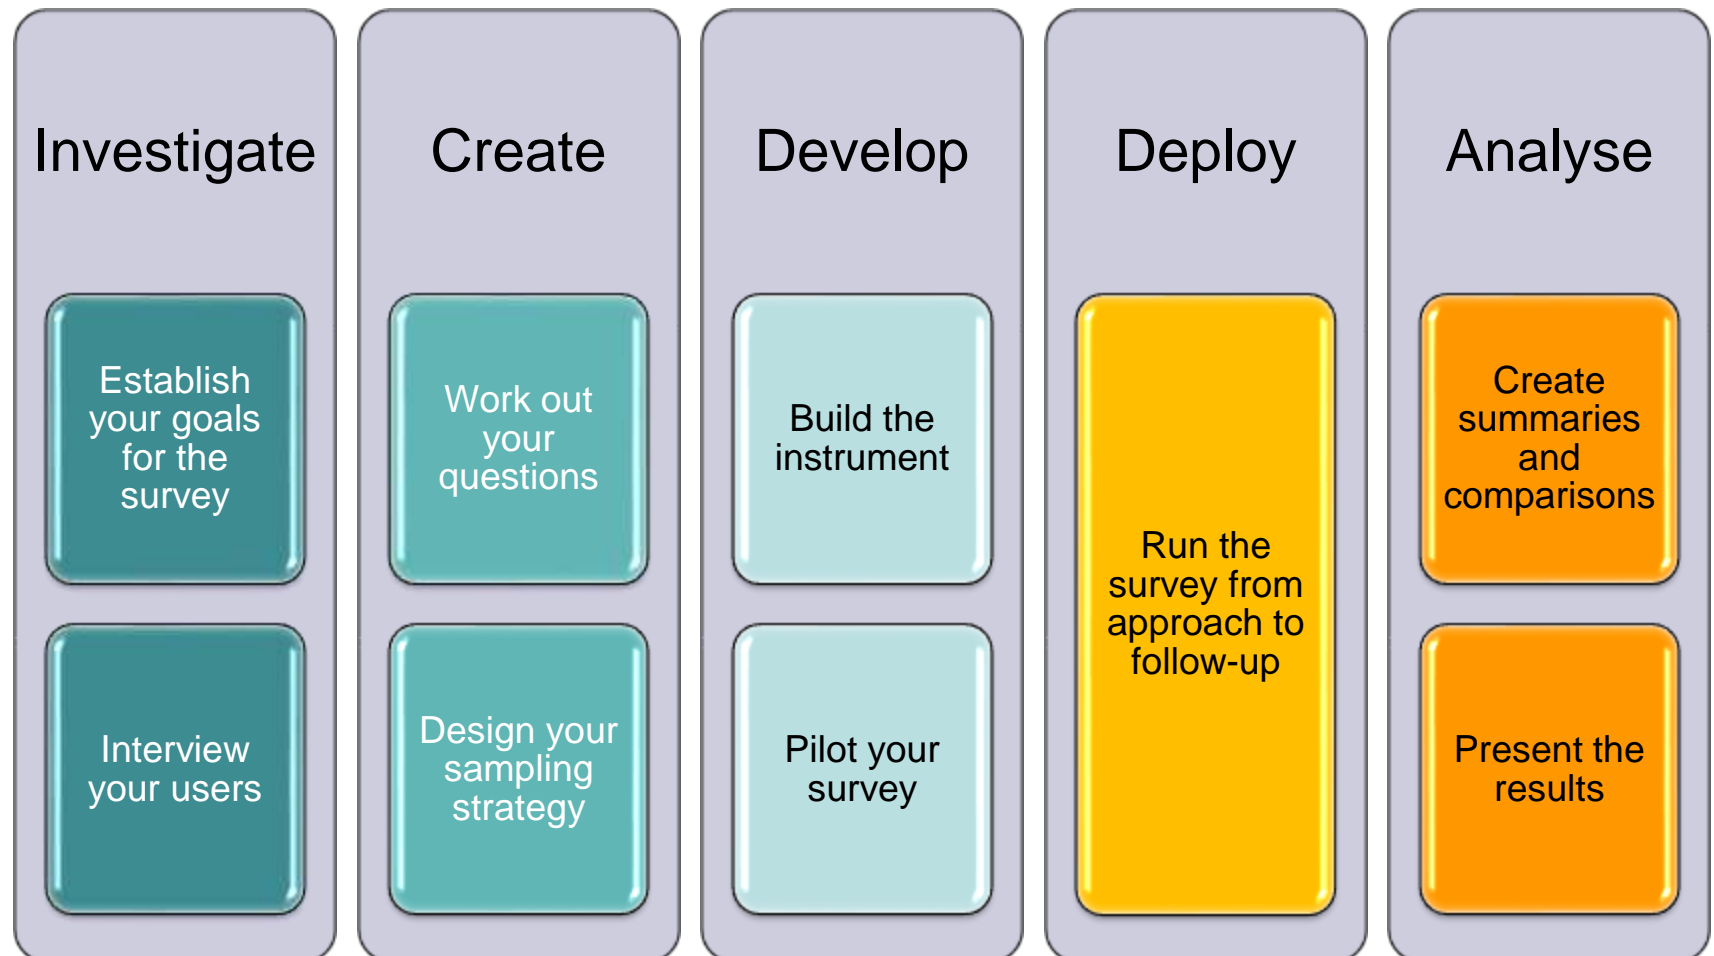 Investigate
Establish
your goals
for the
survey
Interview
your users
Create
Work out
your
questions
Design your
sampling
strategy
Develop
Build the
instrument
Pilot your
survey
Deploy
Run the
survey from
approach to
follow-up
Analyse
Create
summaries
and
comparisons
Present the
results